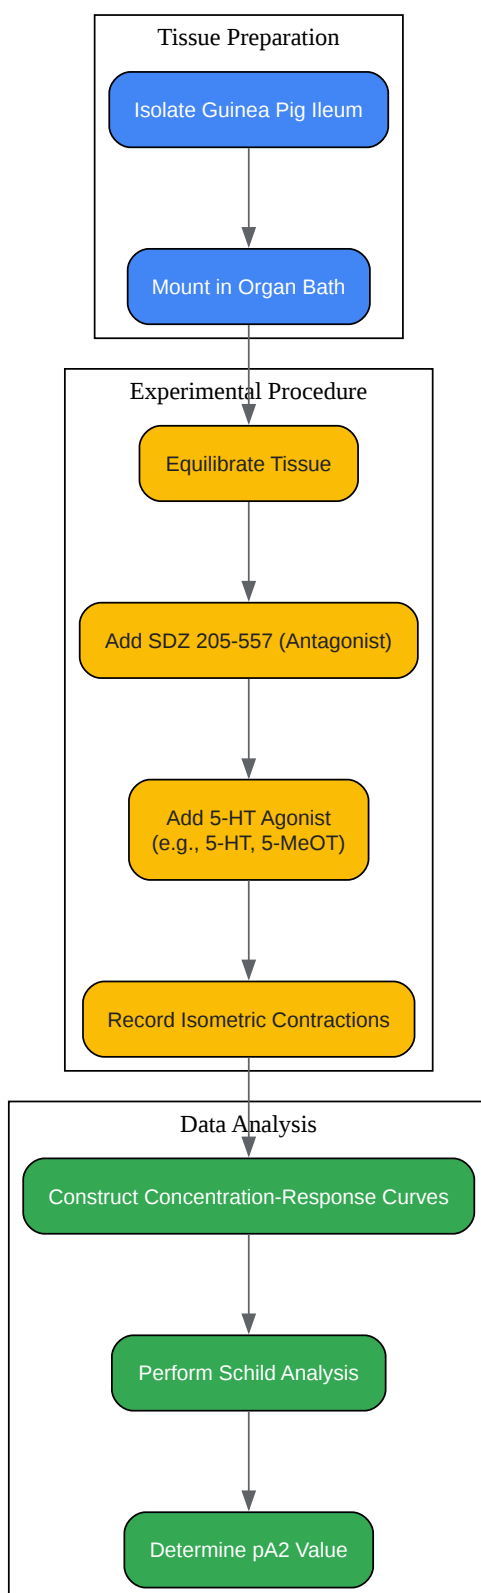 Tissue Preparation
Isolate Guinea Pig Ileum
Mount in Organ Bath
Experimental Procedure
Equilibrate Tissue
Add SDZ 205-557 (Antagonist)
Add 5-HT Agonist
(e.g., 5-HT, 5-MeOT)
Record Isometric Contractions
Data Analysis
Construct Concentration-Response Curves
Perform Schild Analysis
Determine pA2 Value